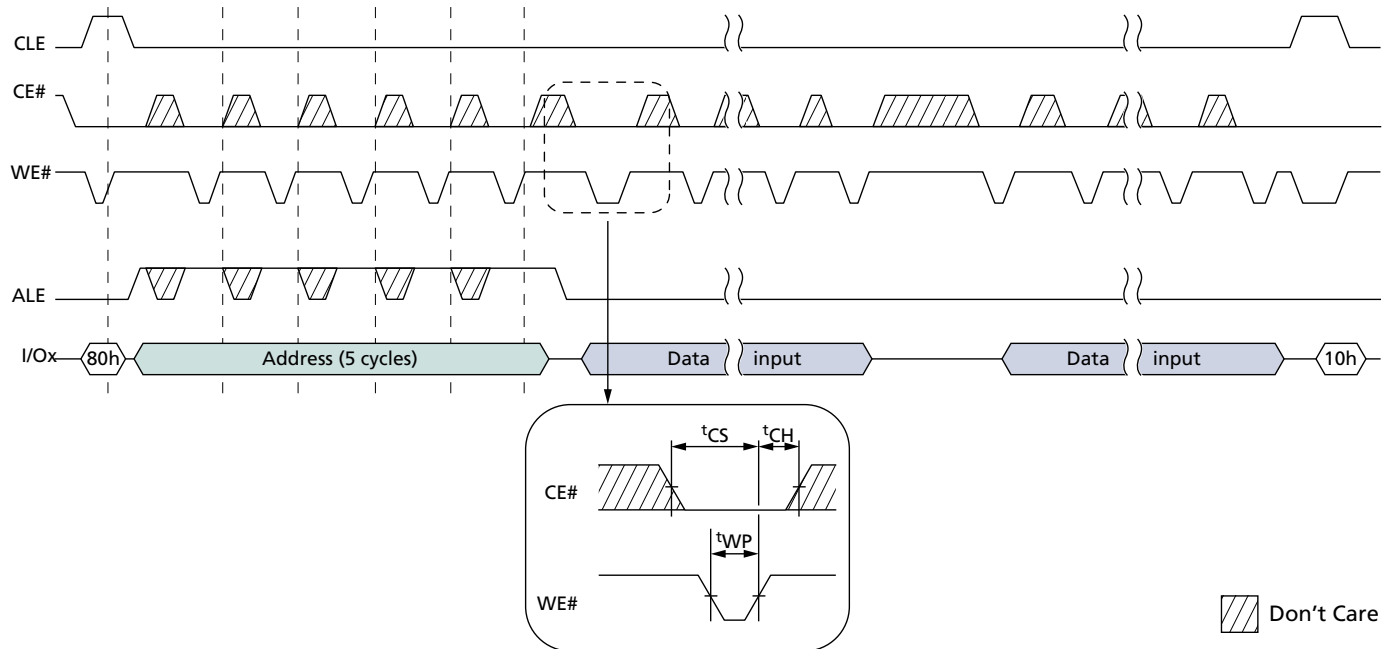 CLE
CE#
WE#
ALE
I/Ox
80h
Address (5 cycles)
Data input
Data input
10h
tCS
tCH
CE#
tWP
WE#
Don't Care